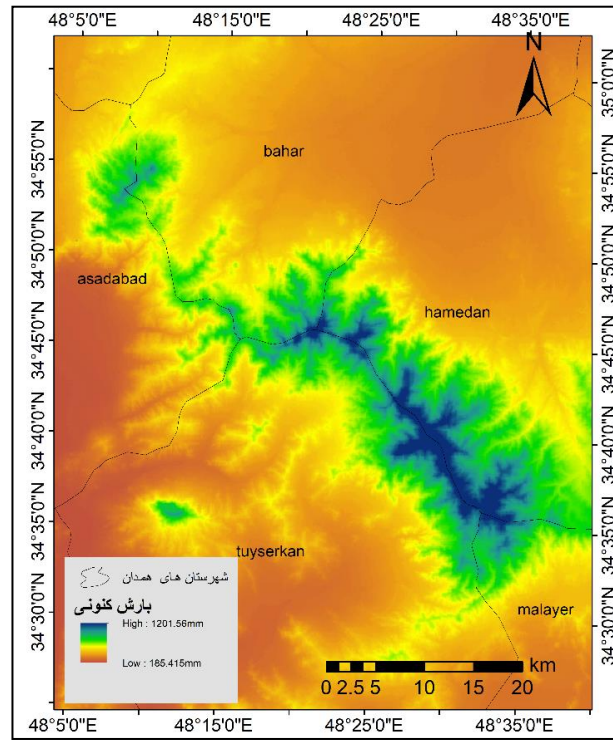 48°5'0"E 48°15'0"E 48°25'0"E 48°35'0"E
N
35°0'0"N
34°55'0"N 34°55'0"N
bahar
34°50'0"N 34°50'0"N
asadabad
hamedan
34°45'0"N 34°45'0"N
34°40'0"N 34°40'0"N
34°35'0"N 34°35'0"N
tuyserkan
شهرستان های همدان
بارش کنونی
High : 1201.56mm
Low : 185.415mm
malayer
34°30'0"N 34°30'0"N
km
0 2.5 5 10 15 20
48°5'0"E 48°15'0"E 48°25'0"E 48°35'0"E